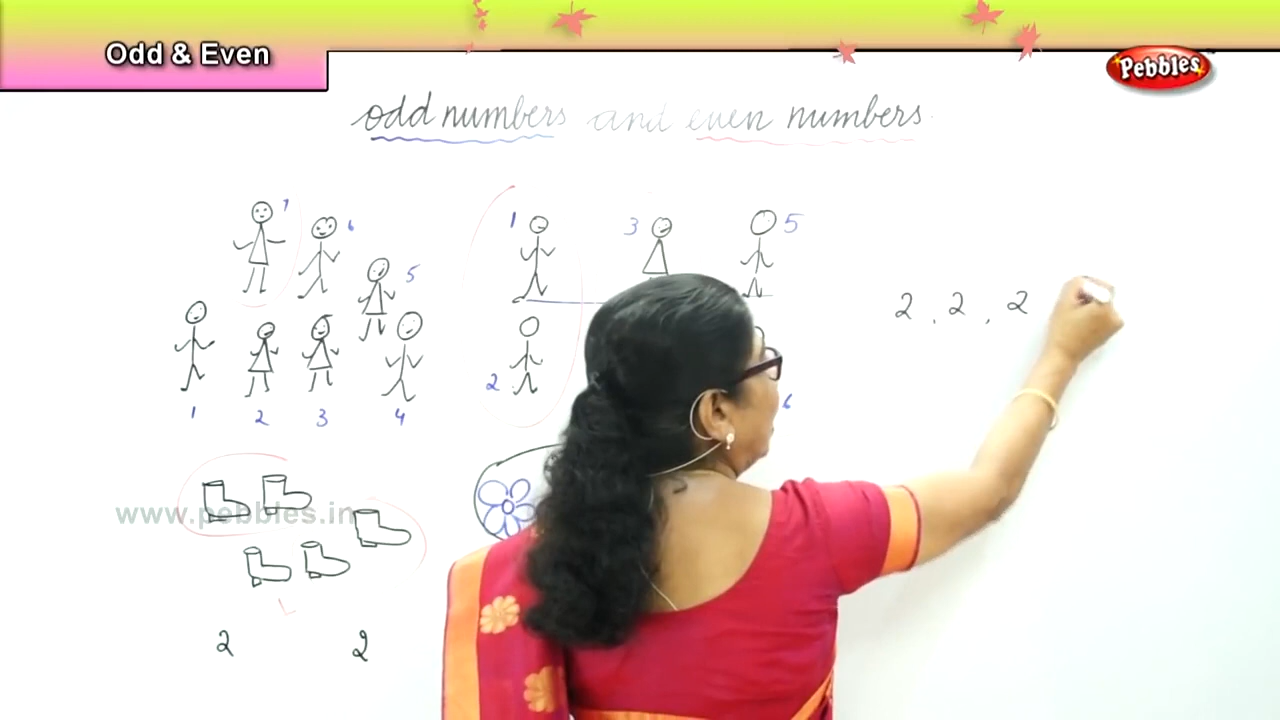 Odd & Even
Pebbles
odd numbers and even numbers
1 6 5
1 2 3 4
1 3 5
2 6
2 , 2 , 2
www.pebbles.in
2 2